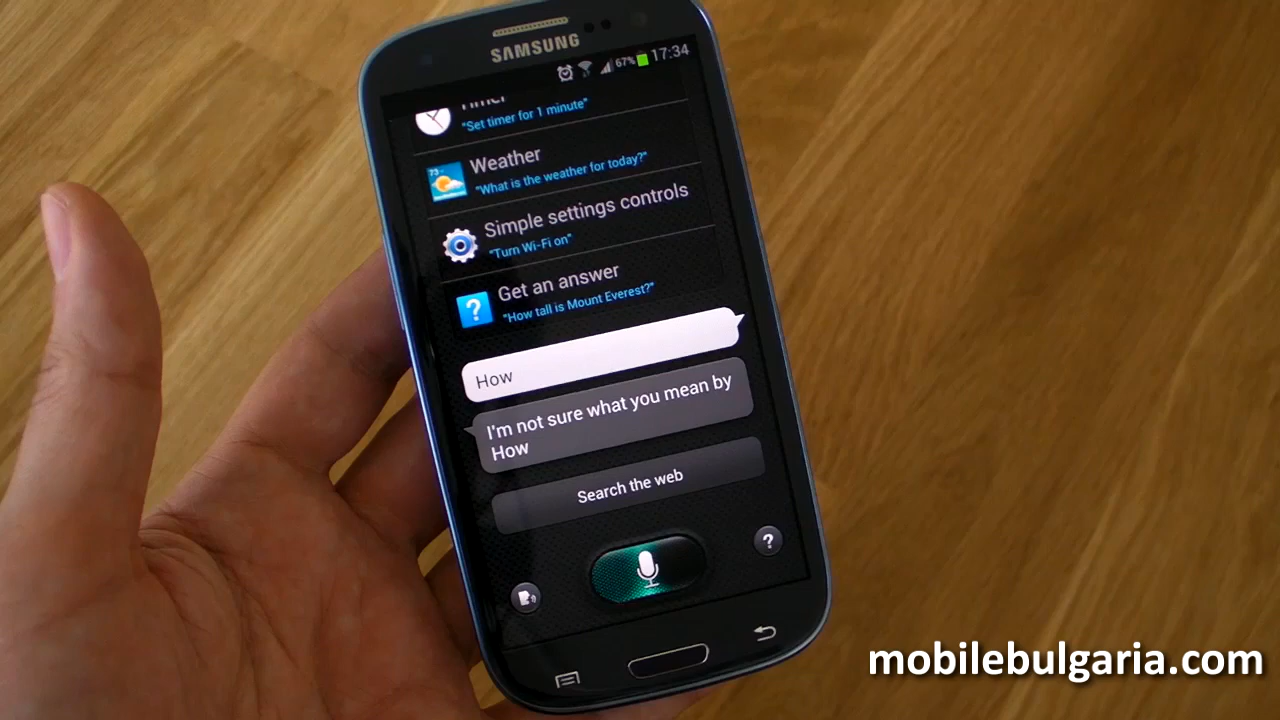 SAMSUNG
67% 17:34
Timer
"Set timer for 1 minute"
73°
Weather
"What is the weather for today?"
Simple settings controls
"Turn Wi-Fi on"
?
Get an answer
"How tall is Mount Everest?"
How
I'm not sure what you mean by
How
Search the web
?
mobilebulgaria.com